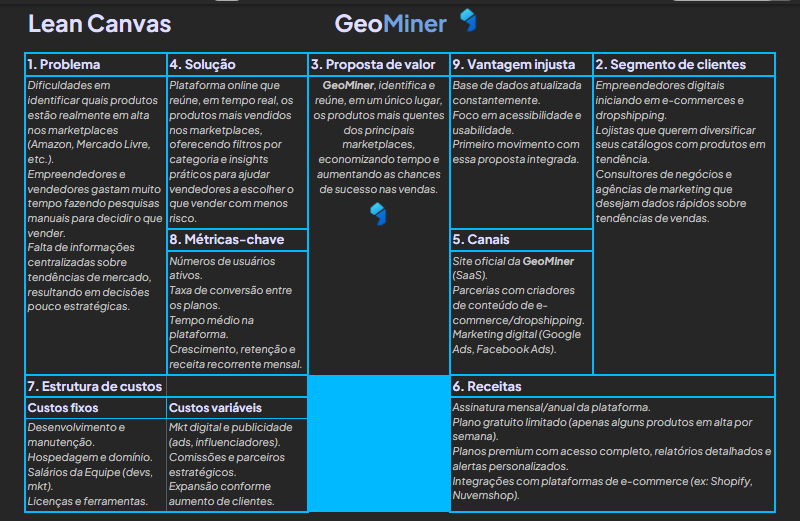 Lean Canvas
GeoMiner
1. Problema
Dificuldades em
identificar quais produtos
estão realmente em alta
nos marketplaces
(Amazon, Mercado Livre,
etc.).
Empreendedores e
vendedores gastam muito
tempo fazendo pesquisas
manuais para decidir o que
vender.
Falta de informações
centralizadas sobre
tendências de mercado,
resultando em decisões
pouco estratégicas.
4. Solução
Plataforma online que
reúne, em tempo real, os
produtos mais vendidos
nos marketplaces,
oferecendo filtros por
categoria e insights
práticos para ajudar
vendedores a escolher o
que vender com menos
risco.
8. Métricas-chave
Números de usuários
ativos.
Taxa de conversão entre
os planos.
Tempo médio na
plataforma.
Crescimento, retenção e
receita recorrente mensal.
3. Proposta de valor
GeoMiner, identifica e
reúne, em um único lugar,
os produtos mais quentes
dos principais
marketplaces,
economizando tempo e
aumentando as chances
de sucesso nas vendas.
9. Vantagem injusta
Base de dados atualizada
constantemente.
Foco em acessibilidade e
usabilidade.
Primeiro movimento com
essa proposta integrada.
5. Canais
Site oficial da GeoMiner
(SaaS).
Parcerias com criadores
de conteúdo de e-
commerce/dropshipping.
Marketing digital (Google
Ads, Facebook Ads).
2. Segmento de clientes
Empreendedores digitais
iniciando em e-commerces e
dropshipping.
Lojistas que querem diversificar
seus catálogos com produtos em
tendência.
Consultores de negócios e
agências de marketing que
desejam dados rápidos sobre
tendências de vendas.
7. Estrutura de custos
Custos fixos
Desenvolvimento e
manutenção.
Hospedagem e domínio.
Salários da Equipe (devs,
mkt).
Licenças e ferramentas.
Custos variáveis
Mkt digital e publicidade
(ads, influenciadores).
Comissões e parceiros
estratégicos.
Expansão conforme
aumento de clientes.
6. Receitas
Assinatura mensal/anual da plataforma.
Plano gratuito limitado (apenas alguns produtos em alta por
semana).
Planos premium com acesso completo, relatórios detalhados e
alertas personalizados.
Integrações com plataformas de e-commerce (ex: Shopify,
Nuvemshop).